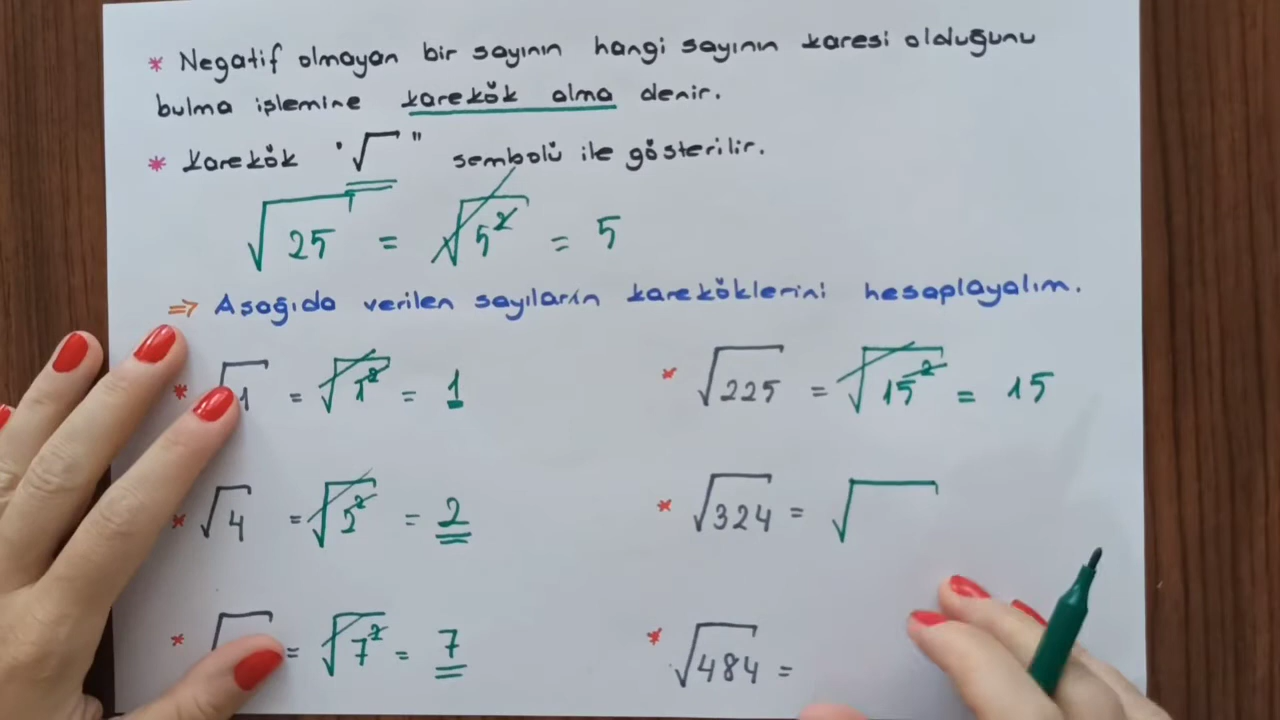 * Negatif olmayan bir sayının hangi sayının karesi olduğunu
bulma işlemine karekök alma denir.
* Karekök "√" sembolü ile gösterilir.
√25 = √5² = 5
⇒ Aşağıda verilen sayıların kareköklerini hesaplayalım.
* √1 = √1² = 1
* √225 = √15² = 15
* √4 = √2² = 2
* √324 = √
* √ = √7² = 7
* √484 =